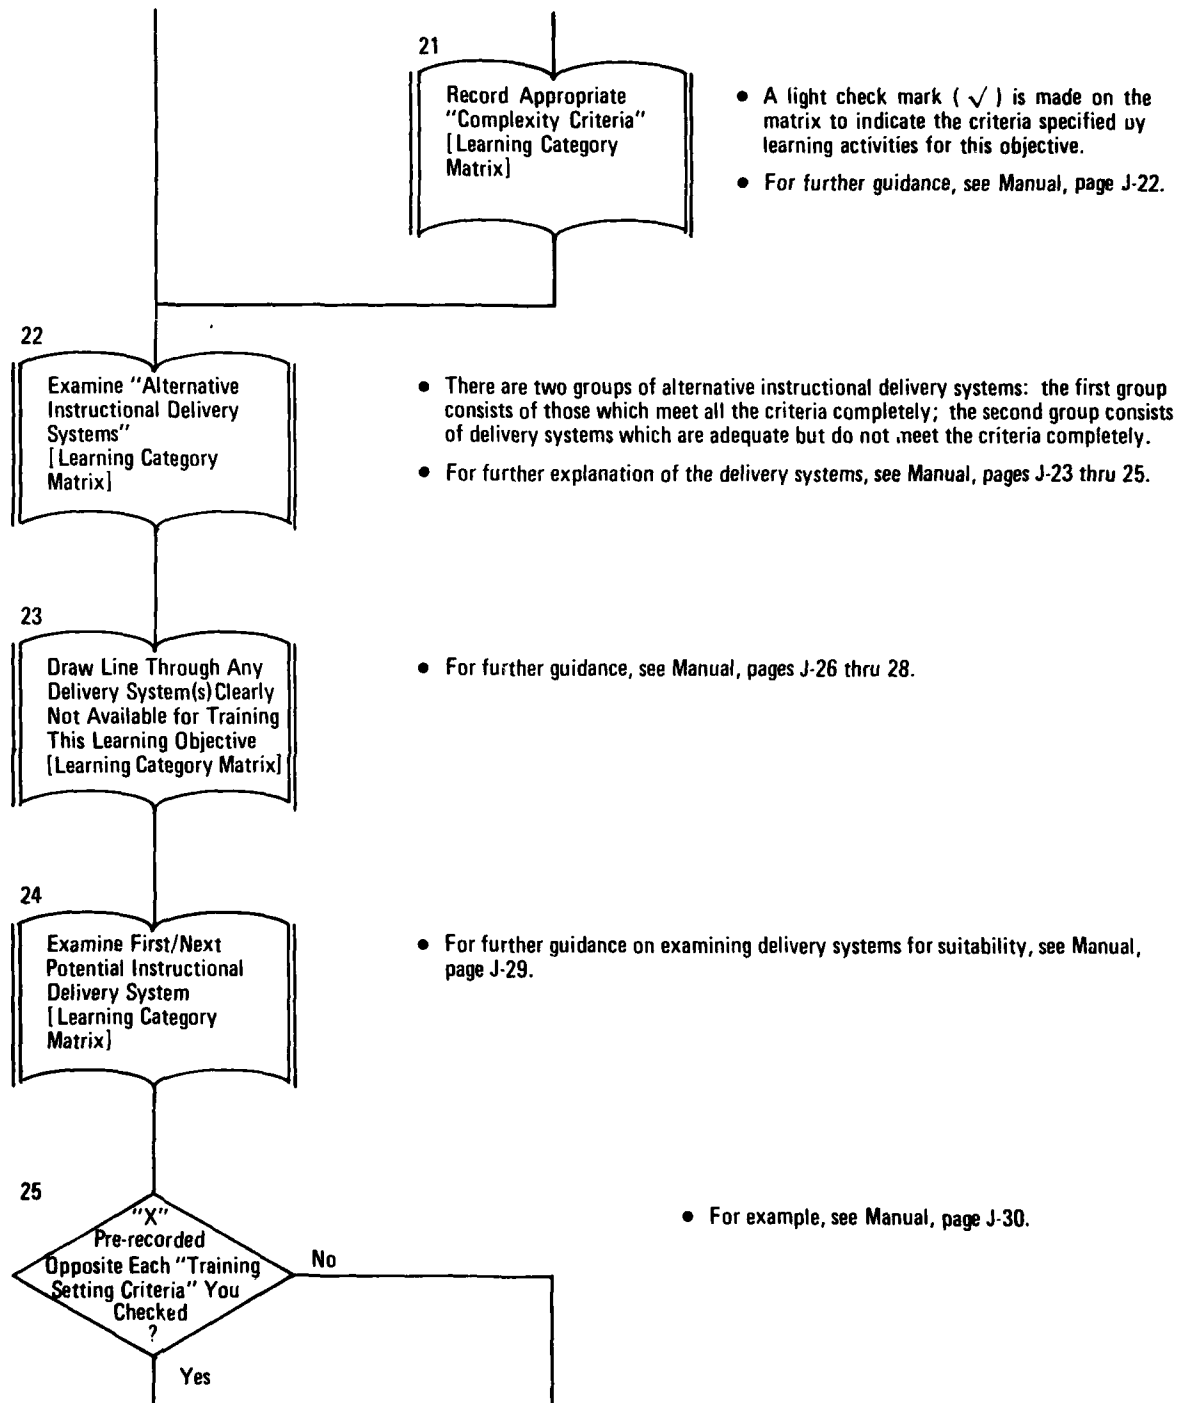 21
Record Appropriate
"Complexity Criteria"
[Learning Category
Matrix]
• A light check mark ( √ ) is made on the
matrix to indicate the criteria specified by
learning activities for this objective.
• For further guidance, see Manual, page J-22.
22
Examine "Alternative
Instructional Delivery
Systems"
[Learning Category
Matrix]
• There are two groups of alternative instructional delivery systems: the first group
consists of those which meet all the criteria completely; the second group consists
of delivery systems which are adequate but do not meet the criteria completely.
• For further explanation of the delivery systems, see Manual, pages J-23 thru 25.
23
Draw Line Through Any
Delivery System(s) Clearly
Not Available for Training
This Learning Objective
[Learning Category Matrix]
• For further guidance, see Manual, pages J-26 thru 28.
24
Examine First/Next
Potential Instructional
Delivery System
[Learning Category
Matrix]
• For further guidance on examining delivery systems for suitability, see Manual,
page J-29.
25
"X"
Pre-recorded
Opposite Each "Training
Setting Criteria" You
Checked
?
No
Yes
• For example, see Manual, page J-30.